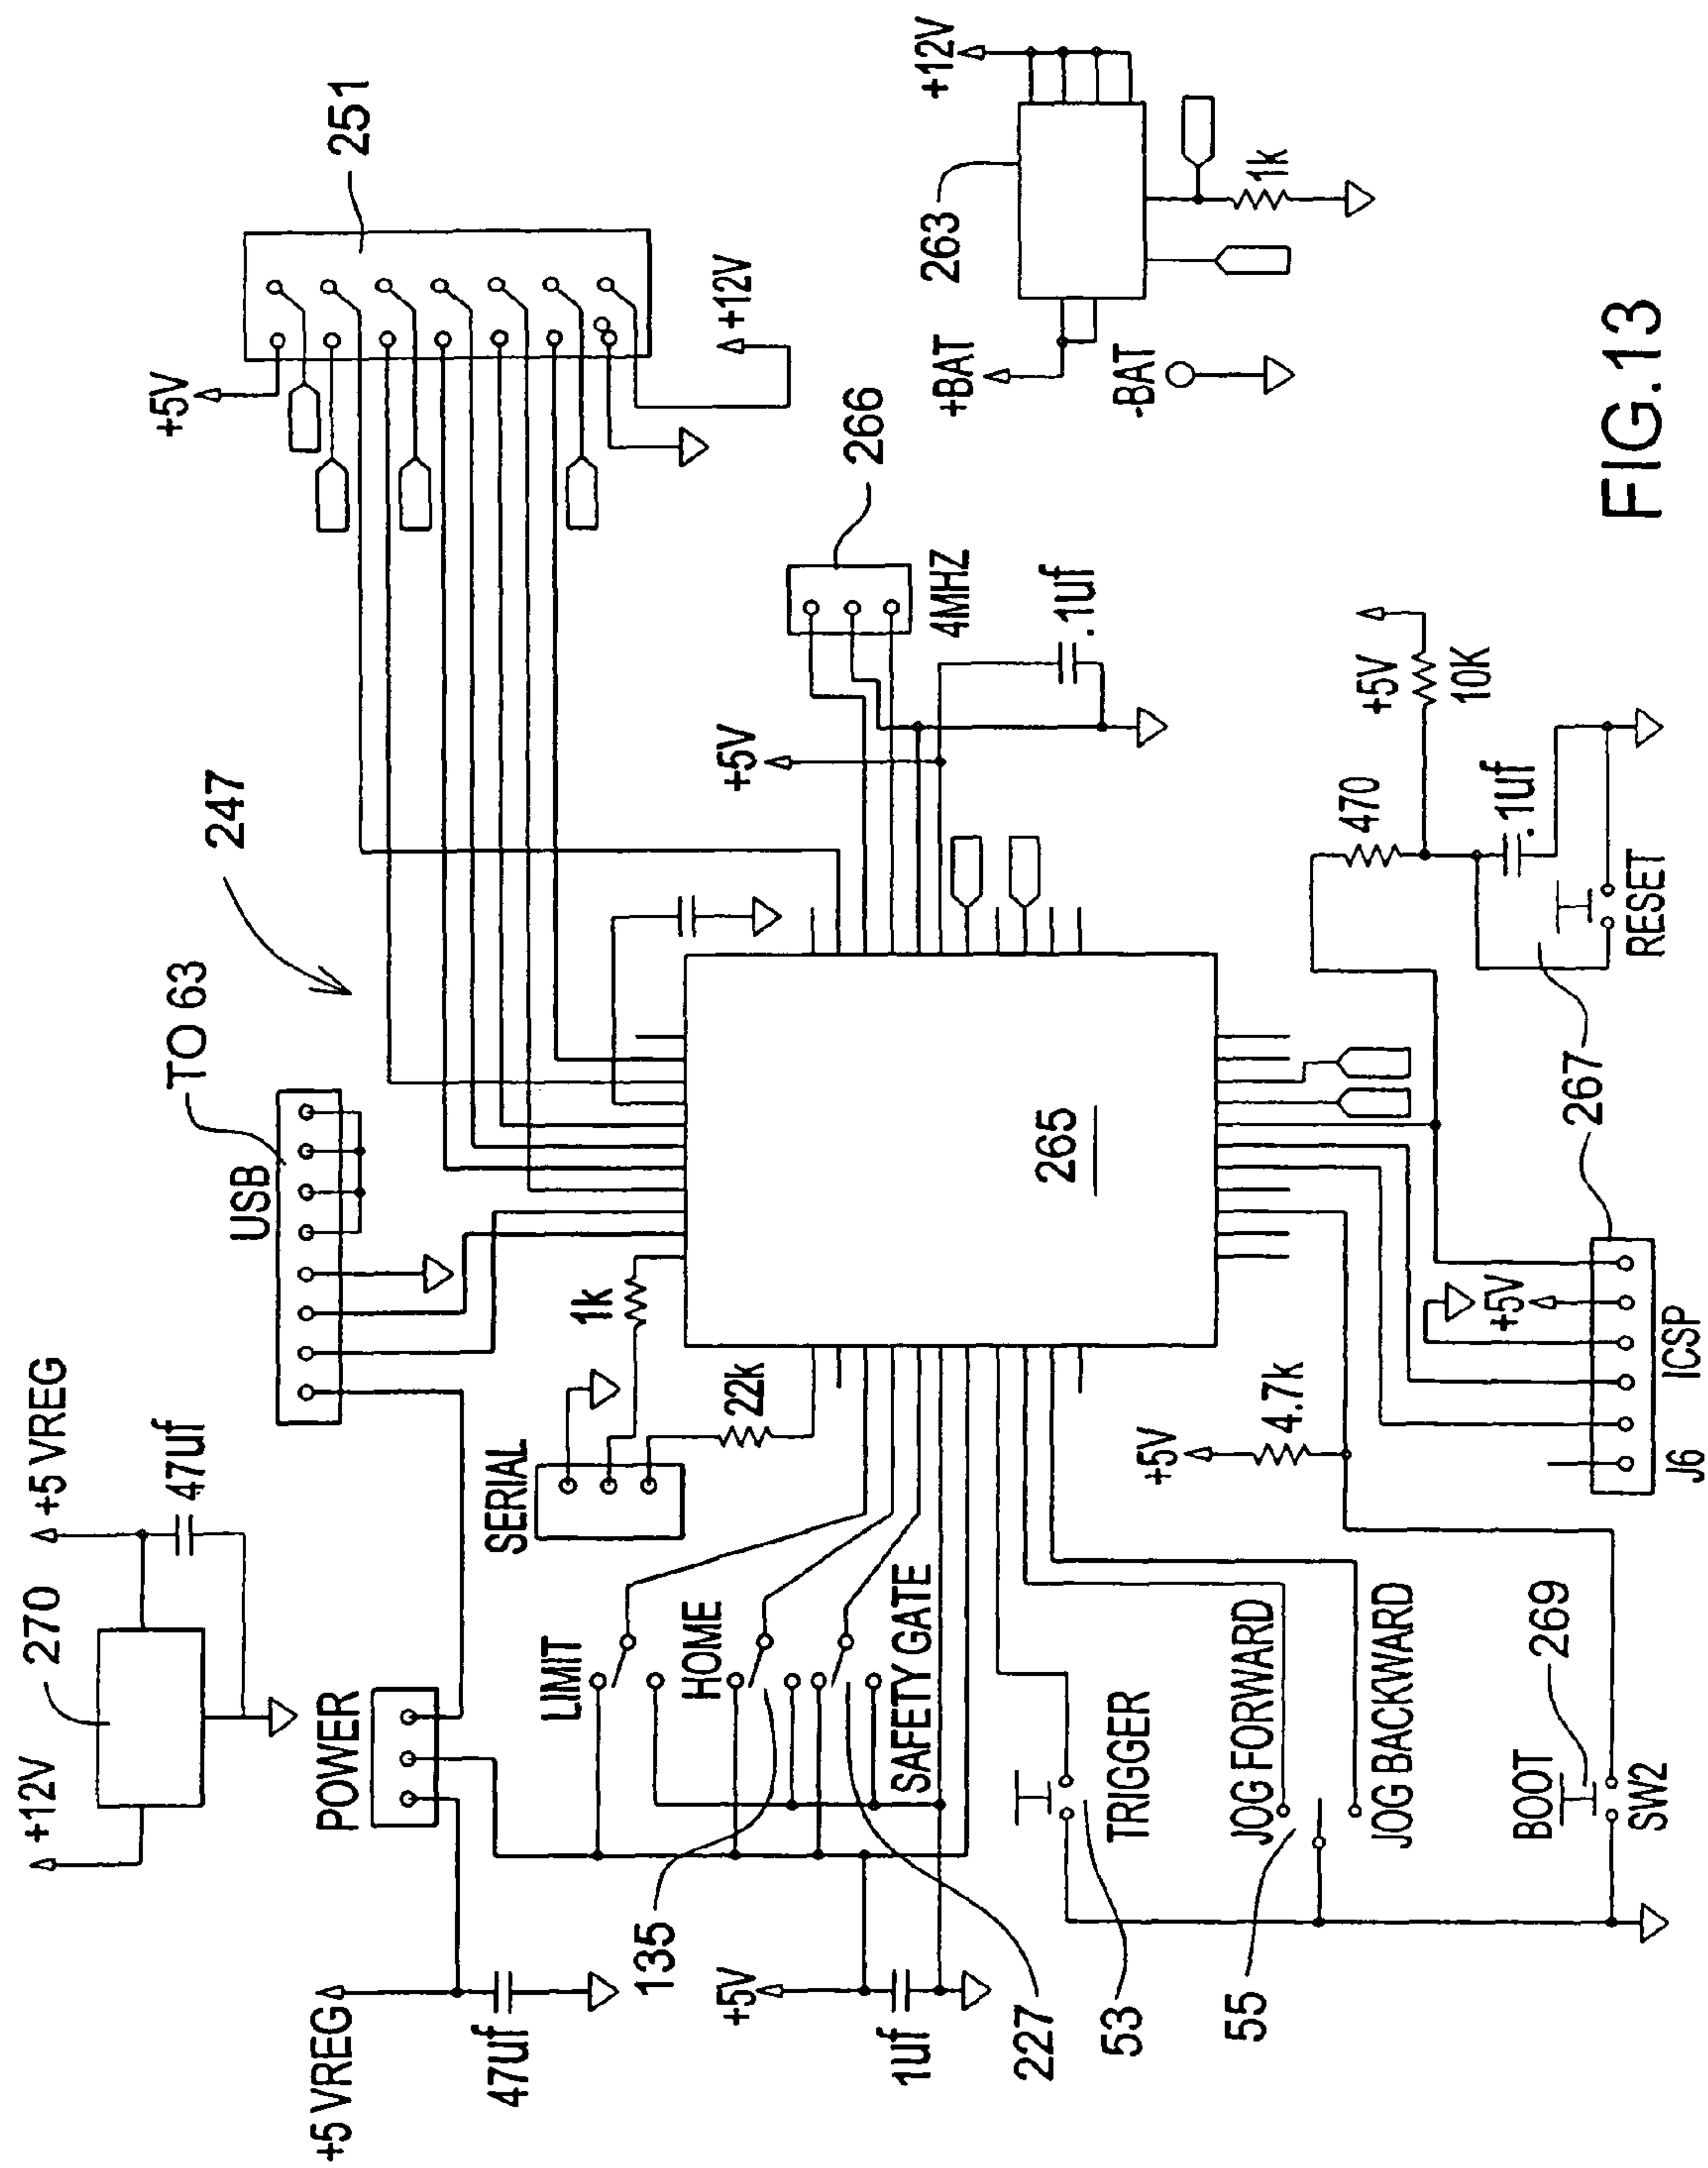 +12V
270
+5 VREG
47uf
TO 63
USB
247
+5V
251
+12V
+5 VREG
47uf
POWER
SERIAL
1k
22k
LIMIT
HOME
SAFETY GATE
135
227
+5V
1uf
265
+5V
266
4MHZ
.1uf
+12V
263
+BAT
-BAT
1k
TRIGGER
53
JOG FORWARD
JOG BACKWARD
55
BOOT
269
SW2
+5V
4.7k
+5V
J6
ICSP
267
470
+5V
10K
.1uf
RESET
FIG.13